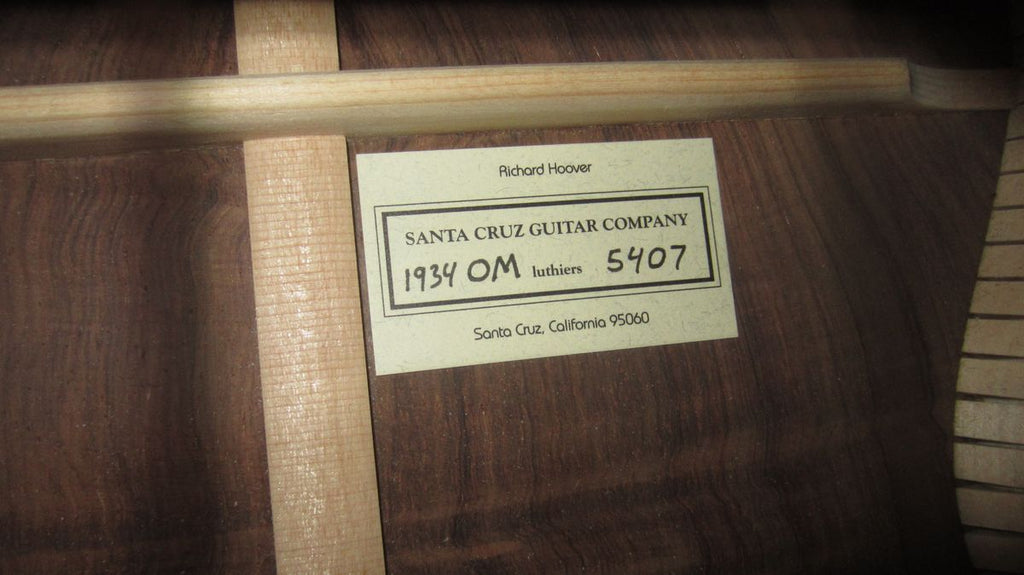 Richard Hoover
SANTA CRUZ GUITAR COMPANY
1934 OM luthiers 5407
Santa Cruz, California 95060